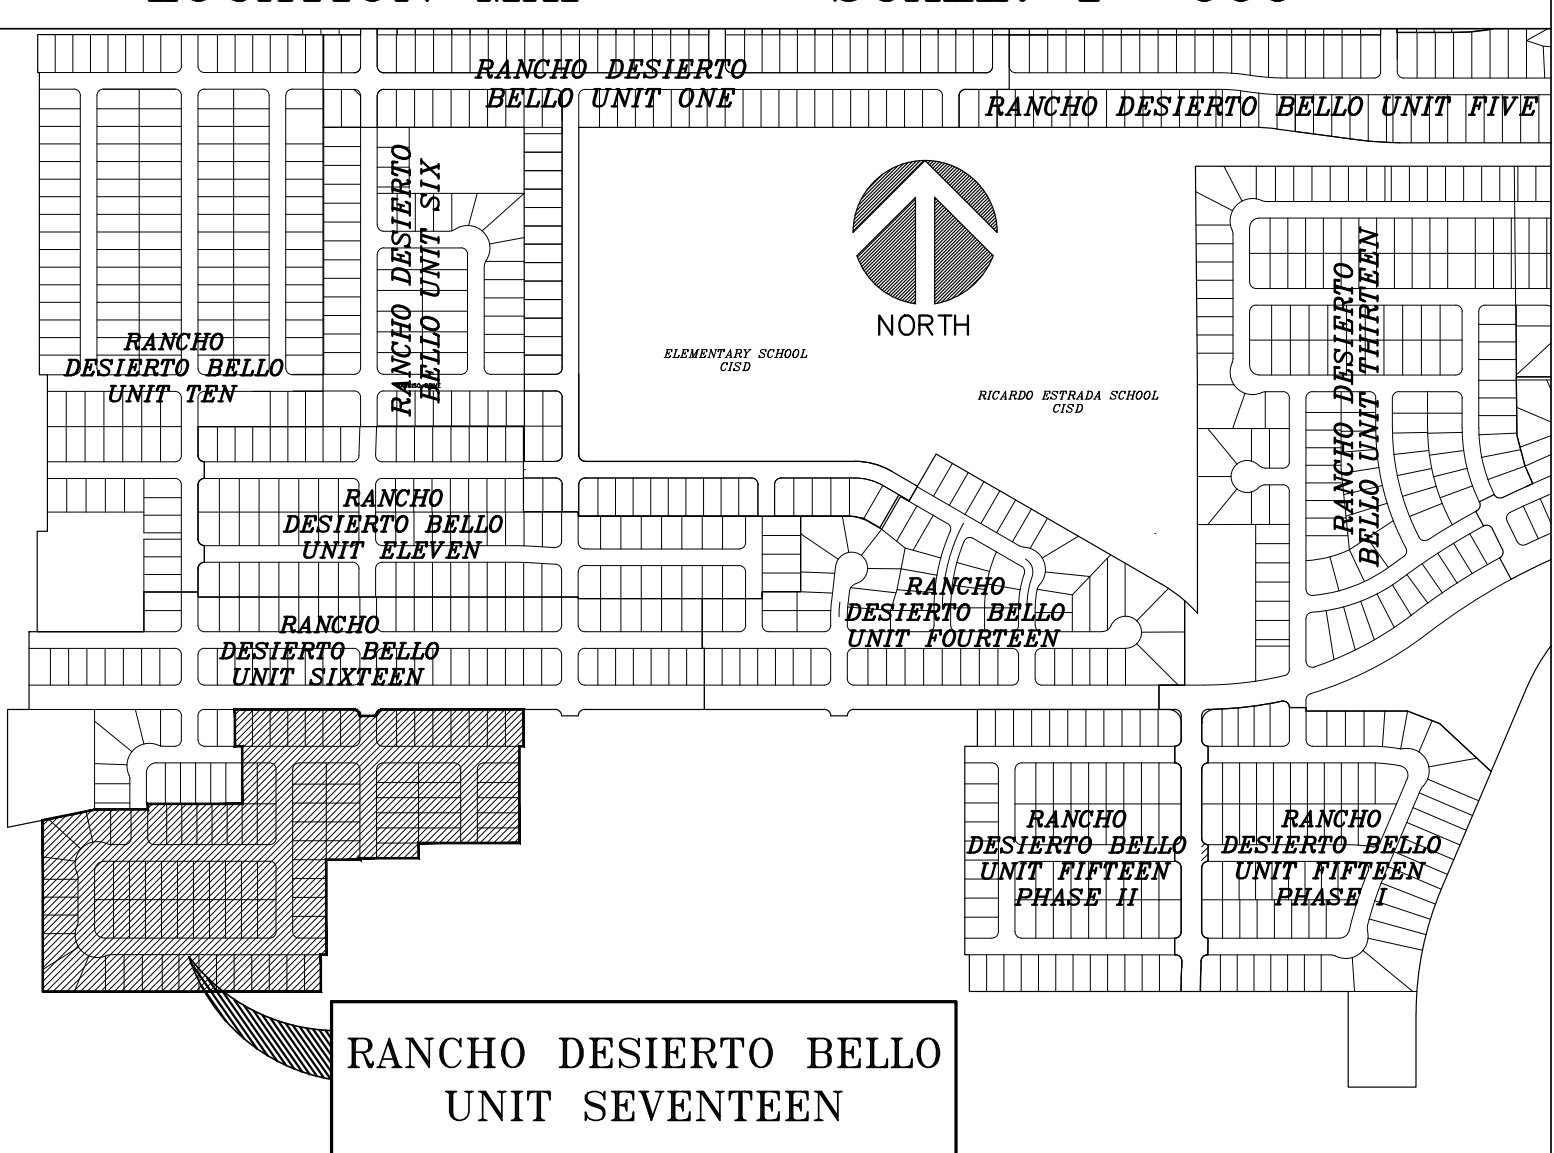 RANCHO DESIERTO
BELLO UNIT ONE
RANCHO DESIERTO BELLO UNIT FIVE
RANCHO DESIERTO
BELLO UNIT SIX
NORTH
RANCHO DESIERTO
BELLO UNIT THIRTEEN
RANCHO
DESIERTO BELLO
UNIT TEN
ELEMENTARY SCHOOL
CISD
RICARDO ESTRADA SCHOOL
CISD
RANCHO
DESIERTO BELLO
UNIT ELEVEN
RANCHO
DESIERTO BELLO
UNIT FOURTEEN
RANCHO
DESIERTO BELLO
UNIT SIXTEEN
RANCHO
DESIERTO BELLO
UNIT FIFTEEN
PHASE II
RANCHO
DESIERTO BELLO
UNIT FIFTEEN
PHASE I
RANCHO DESIERTO BELLO
UNIT SEVENTEEN